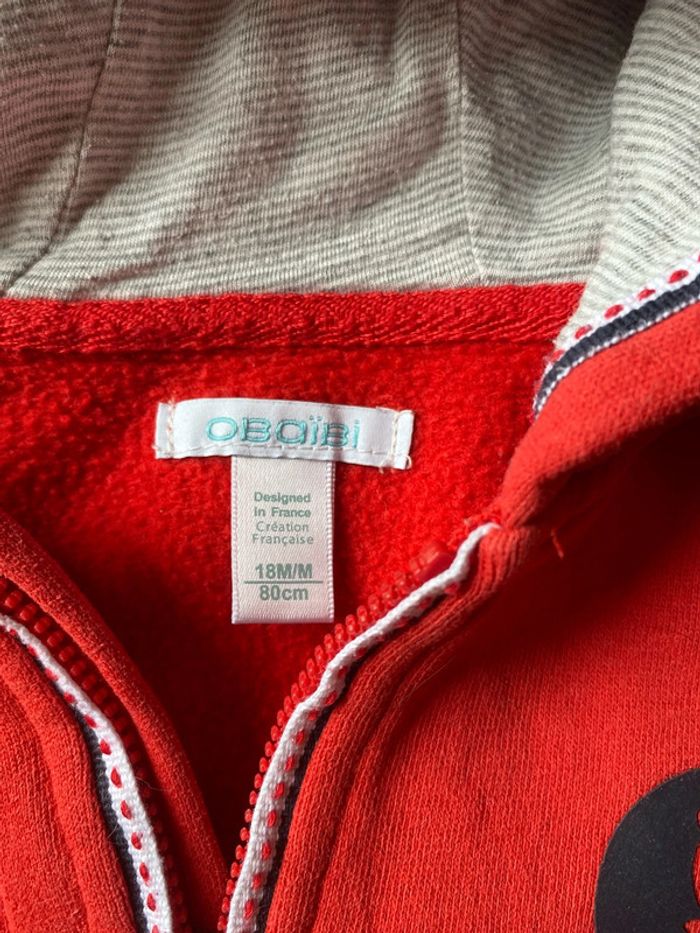 OBaïBi
Designed
in France
Création
Française
18M/M
80cm